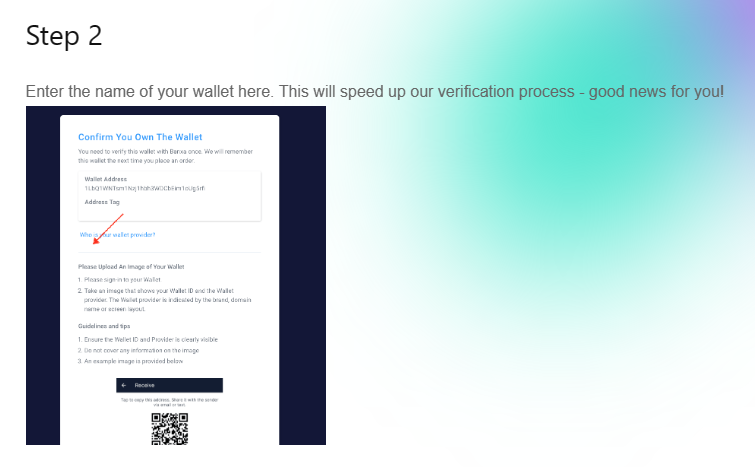 Step 2
Enter the name of your wallet here. This will speed up our verification process - good news for you!
Confirm You Own The Wallet
You need to verify this wallet with Banxa once. We will remember
this wallet the next time you place an order.
Wallet Address
Address Tag
Who is your wallet provider?
Please Upload An Image of Your Wallet
1. Please sign-in to your Wallet
2. Take an image that shows your Wallet ID and the Wallet
provider. The Wallet provider is indicated by the brand, domain
name or screen layout.
Guidelines and tips
1. Ensure the Wallet ID and Provider is clearly visible
2. Do not cover any information on the image
3. An example image is provided below
Receive
Tap to copy this address. Share it with the sender
via email or text.